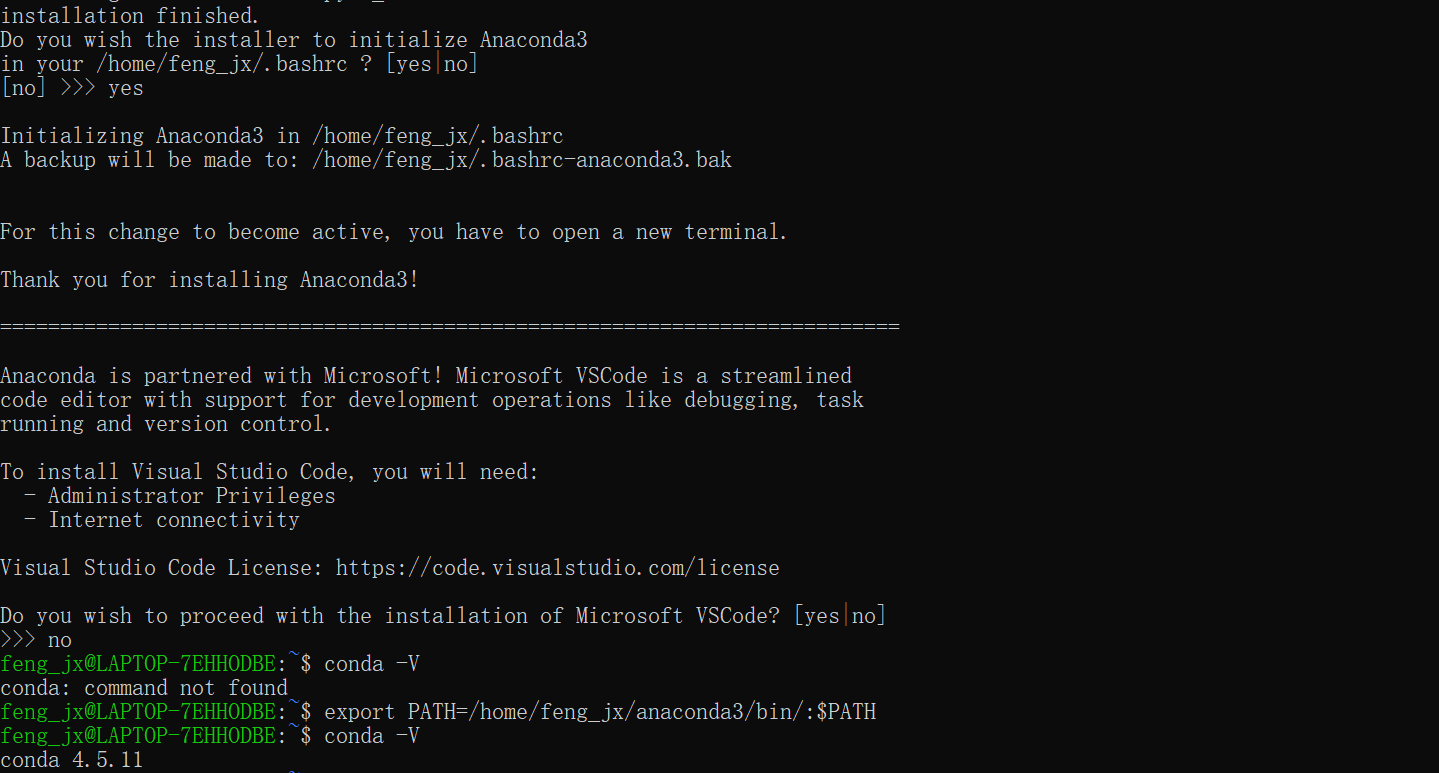 installation finished.
Do you wish the installer to initialize Anaconda3
in your /home/feng_jx/.bashrc ? [yes|no]
[no] >>> yes
Initializing Anaconda3 in /home/feng_jx/.bashrc
A backup will be made to: /home/feng_jx/.bashrc-anaconda3.bak
For this change to become active, you have to open a new terminal.
Thank you for installing Anaconda3!
===========================================================================
Anaconda is partnered with Microsoft! Microsoft VSCode is a streamlined
code editor with support for development operations like debugging, task
running and version control.
To install Visual Studio Code, you will need:
  - Administrator Privileges
  - Internet connectivity
Visual Studio Code License: https://code.visualstudio.com/license
Do you wish to proceed with the installation of Microsoft VSCode? [yes|no]
>>> no
feng_jx@LAPTOP-7EHHODBE:~$ conda -V
conda: command not found
feng_jx@LAPTOP-7EHHODBE:~$ export PATH=/home/feng_jx/anaconda3/bin/:$PATH
feng_jx@LAPTOP-7EHHODBE:~$ conda -V
conda 4.5.11